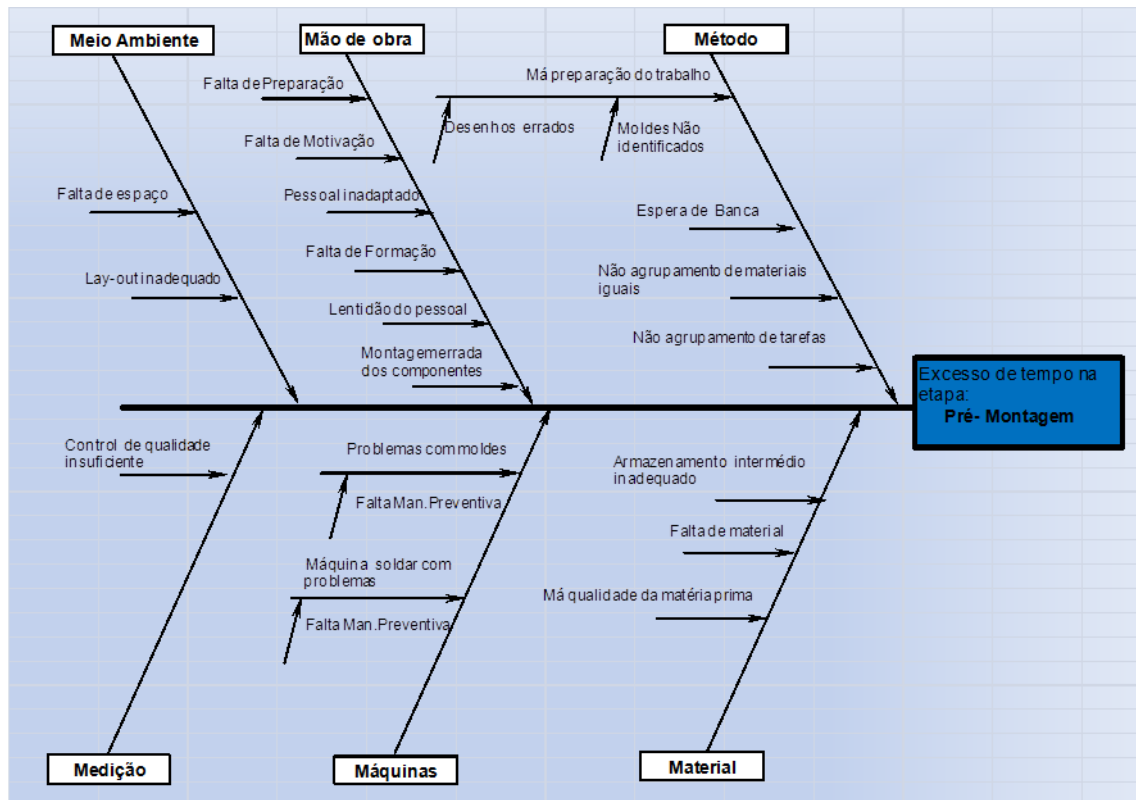 Meio Ambiente
Mão de obra
Método
Falta de Preparação
Falta de Motivação
Pessoal inadaptado
Falta de Formação
Lentidão do pessoal
Montagem errada
dos componentes
Má preparação do trabalho
Desenhos errados
Moldes Não
identificados
Falta de espaço
Lay-out inadequado
Espera de Banca
Não agrupamento de materiais
iguais
Não agrupamento de tarefas
Excesso de tempo na
etapa:
Pré- Montagem
Control de qualidade
insuficiente
Problemas com moldes
Falta Man. Preventiva
Máquina soldar com
problemas
Falta Man. Preventiva
Armazenamento intermédio
inadequado
Falta de material
Má qualidade da matéria prima
Medição
Máquinas
Material